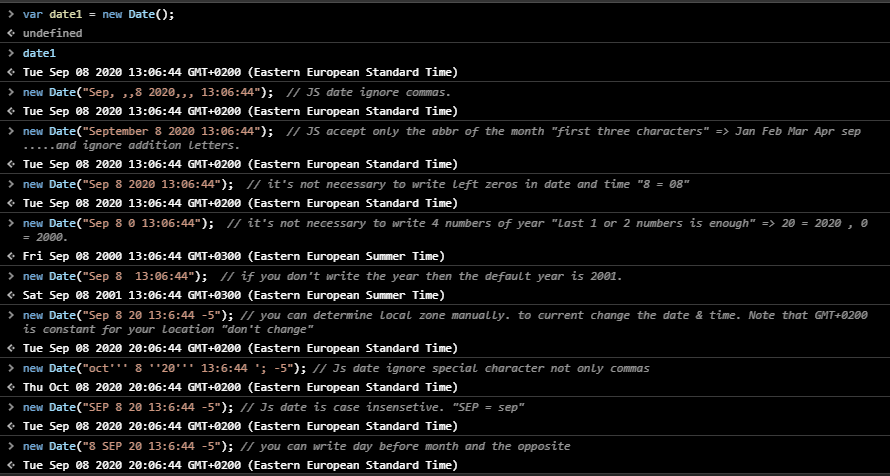 > var date1 = new Date();
< undefined
> date1
< Tue Sep 08 2020 13:06:44 GMT+0200 (Eastern European Standard Time)
> new Date("Sep, ,,8 2020,,, 13:06:44");  // JS date ignore commas.
< Tue Sep 08 2020 13:06:44 GMT+0200 (Eastern European Standard Time)
> new Date("September 8 2020 13:06:44");  // JS accept only the abbr of the month "first three characters" => Jan Feb Mar Apr sep
.....and ignore addition letters.
< Tue Sep 08 2020 13:06:44 GMT+0200 (Eastern European Standard Time)
> new Date("Sep 8 2020 13:06:44");  // it's not necessary to write left zeros in date and time "8 = 08"
< Tue Sep 08 2020 13:06:44 GMT+0200 (Eastern European Standard Time)
> new Date("Sep 8 0 13:06:44");  // it's not necessary to write 4 numbers of year "last 1 or 2 numbers is enough" => 20 = 2020 , 0
= 2000.
< Fri Sep 08 2000 13:06:44 GMT+0300 (Eastern European Summer Time)
> new Date("Sep 8  13:06:44");  // if you don't write the year then the default year is 2001.
< Sat Sep 08 2001 13:06:44 GMT+0300 (Eastern European Summer Time)
> new Date("Sep 8 20 13:6:44 -5"); // you can determine local zone manually. to current change the date & time. Note that GMT+0200
is constant for your location "don't change"
< Tue Sep 08 2020 20:06:44 GMT+0200 (Eastern European Standard Time)
> new Date("oct''' 8 ''20''' 13:6:44 '; -5"); // Js date ignore special character not only commas
< Thu Oct 08 2020 20:06:44 GMT+0200 (Eastern European Standard Time)
> new Date("SEP 8 20 13:6:44 -5"); // Js date is case insensetive. "SEP = sep"
< Tue Sep 08 2020 20:06:44 GMT+0200 (Eastern European Standard Time)
> new Date("8 SEP 20 13:6:44 -5"); // you can write day before month and the opposite
< Tue Sep 08 2020 20:06:44 GMT+0200 (Eastern European Standard Time)